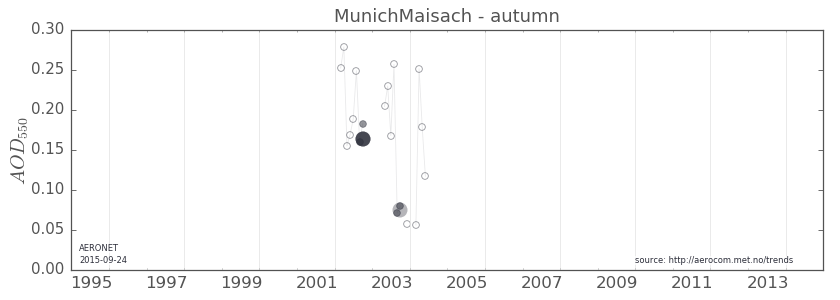 MunichMaisach - autumn
0.30
0.25
0.20
0.15
0.10
0.05
0.00
AOD550
AERONET
2015-09-24
source: http://aerocom.met.no/trends
1995 1997 1999 2001 2003 2005 2007 2009 2011 2013